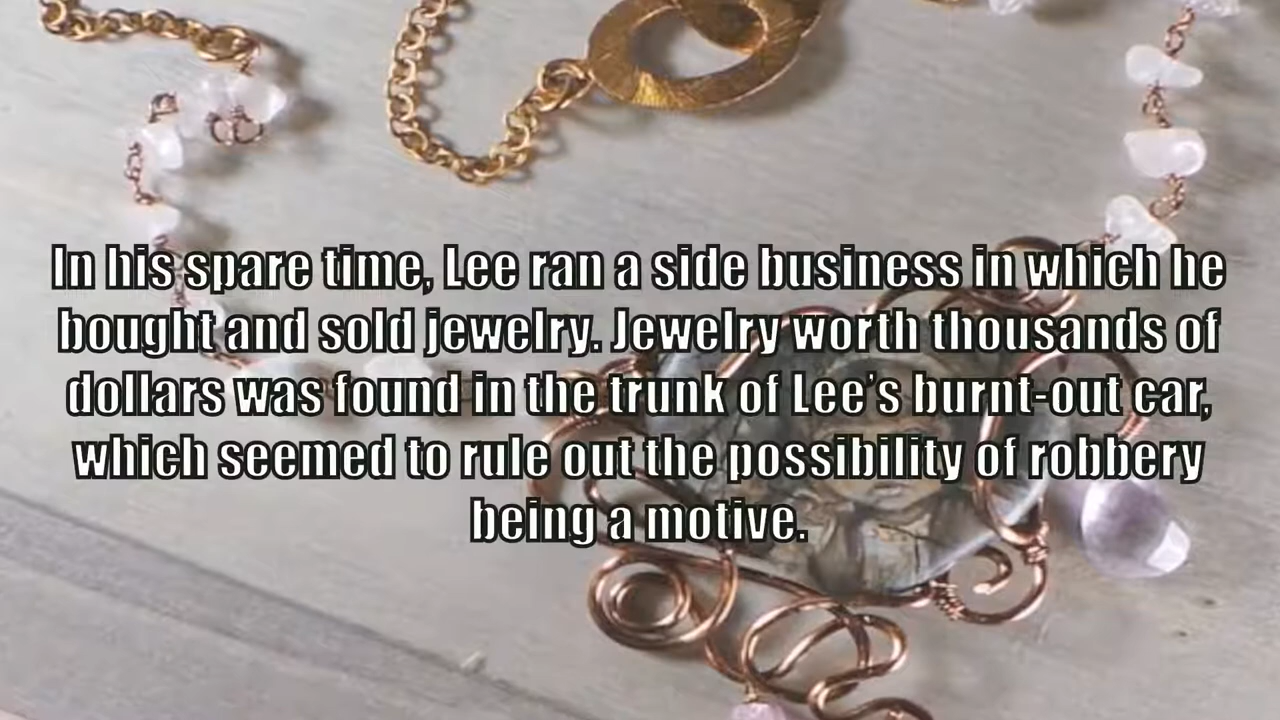 In his spare time, Lee ran a side business in which he
bought and sold jewelry. Jewelry worth thousands of
dollars was found in the trunk of Lee’s burnt-out car,
which seemed to rule out the possibility of robbery
being a motive.